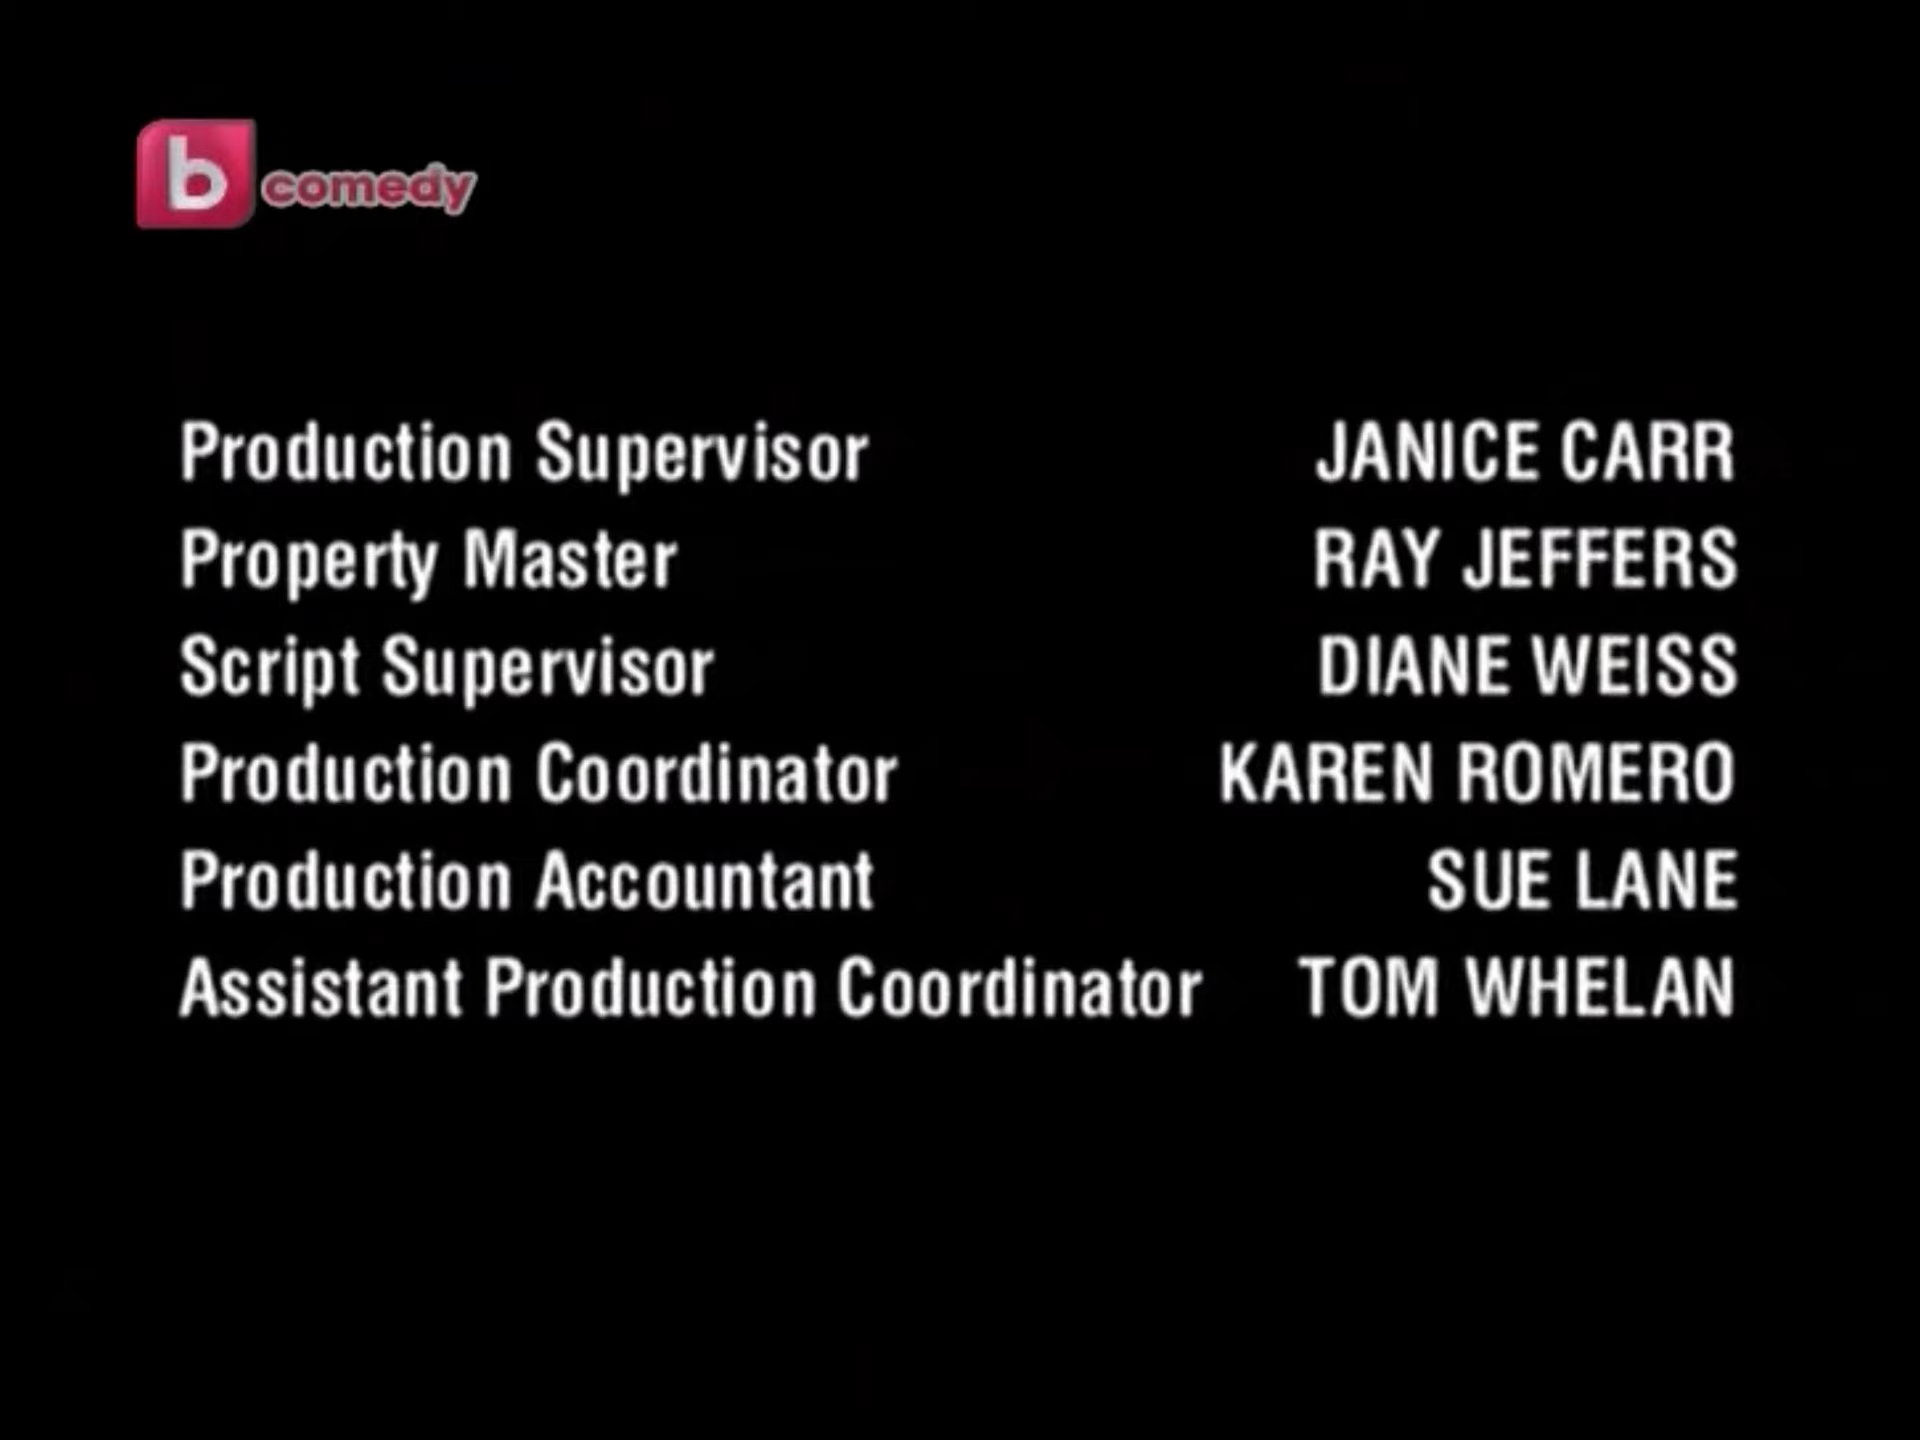 b comedy
Production Supervisor JANICE CARR
Property Master RAY JEFFERS
Script Supervisor DIANE WEISS
Production Coordinator KAREN ROMERO
Production Accountant SUE LANE
Assistant Production Coordinator TOM WHELAN